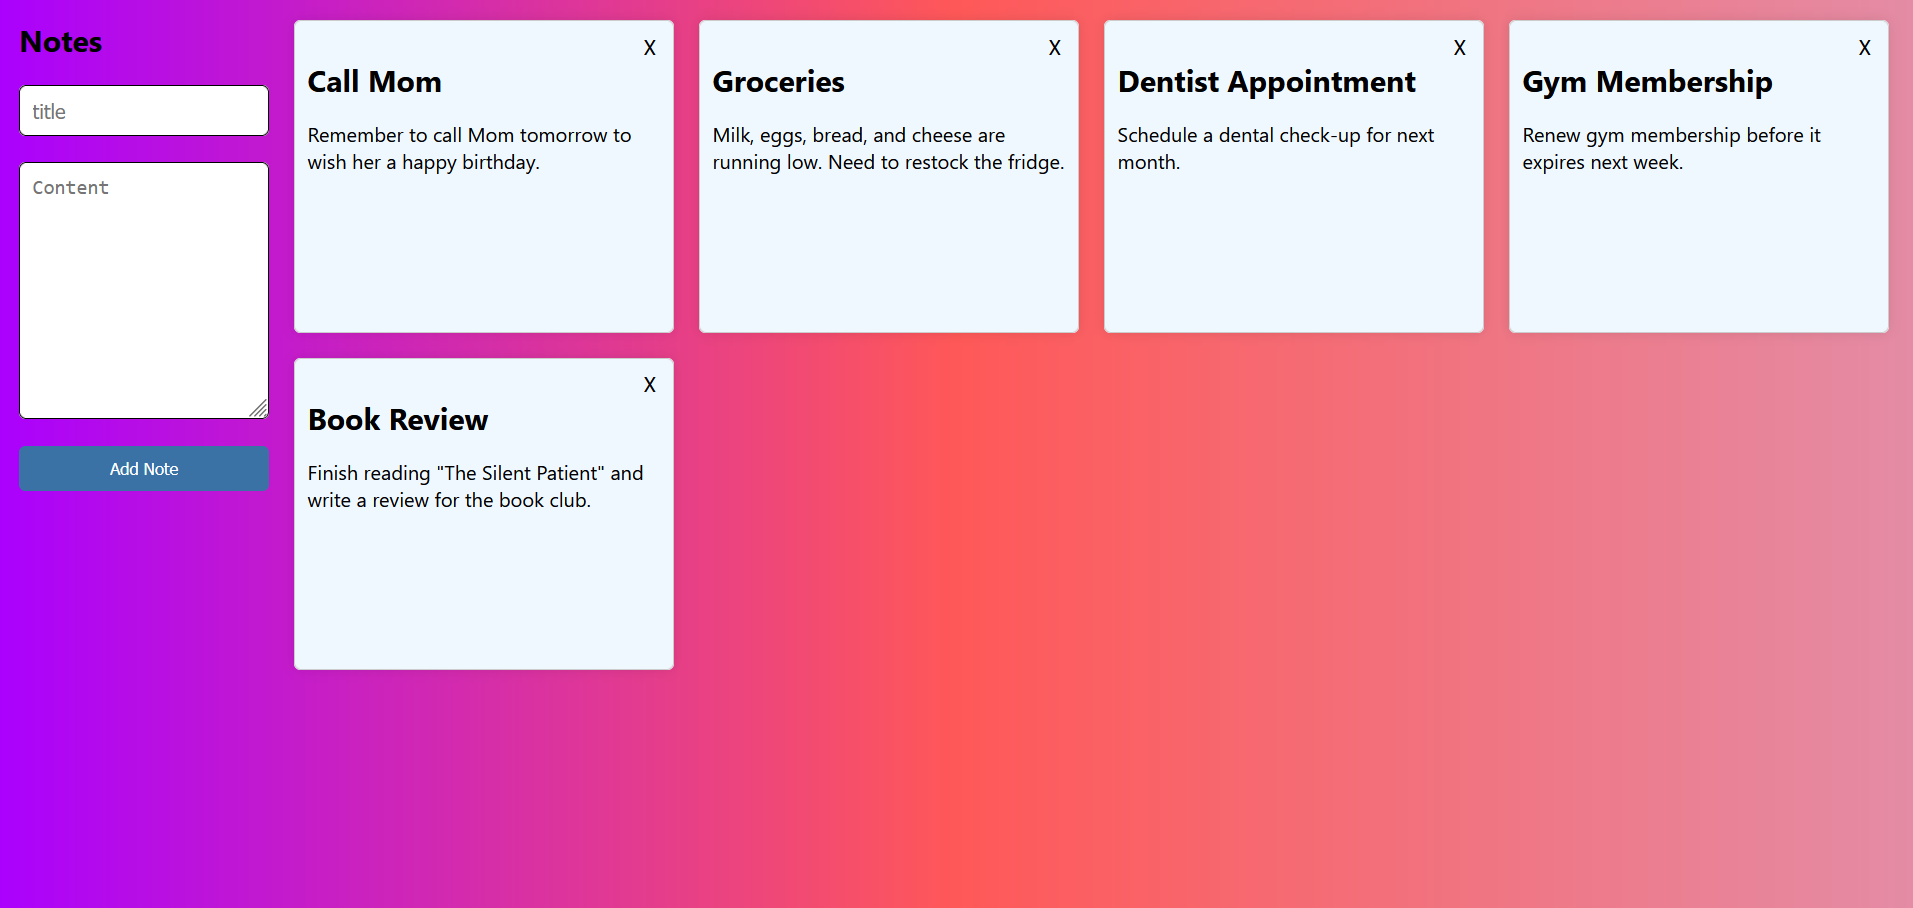 Notes
title
Content
Add Note
X
Call Mom
Remember to call Mom tomorrow to
wish her a happy birthday.
X
Groceries
Milk, eggs, bread, and cheese are
running low. Need to restock the fridge.
X
Dentist Appointment
Schedule a dental check-up for next
month.
X
Gym Membership
Renew gym membership before it
expires next week.
X
Book Review
Finish reading "The Silent Patient" and
write a review for the book club.